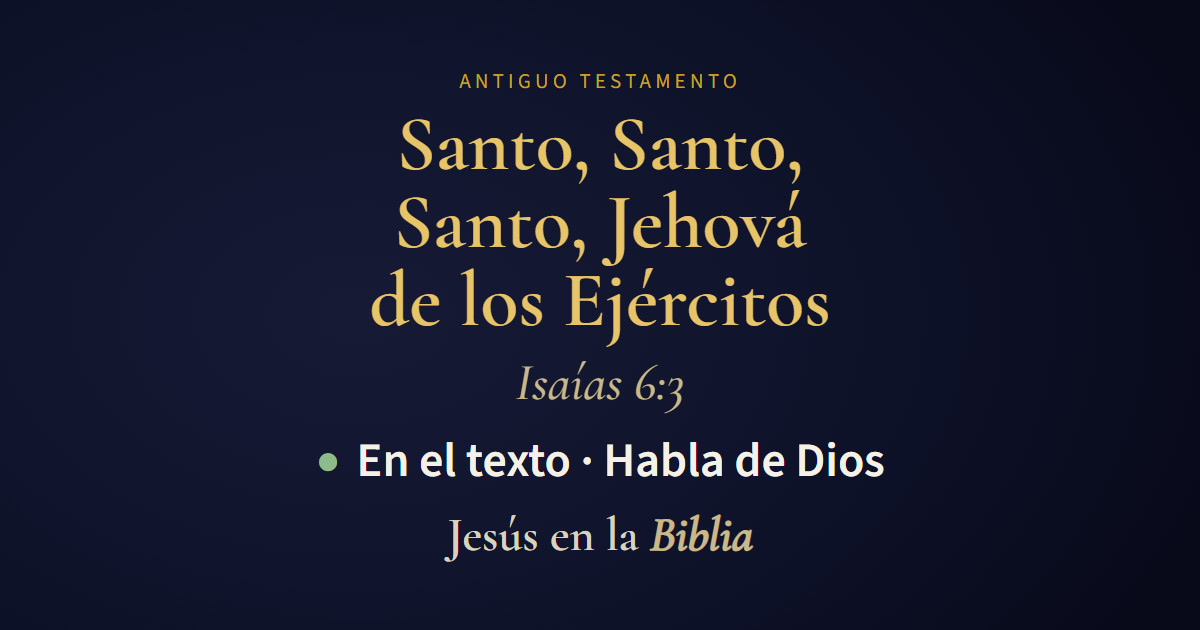 ANTIGUO TESTAMENTO
Santo, Santo,
Santo, Jehová
de los Ejércitos
Isaías 6:3
• En el texto · Habla de Dios
Jesús en la Biblia